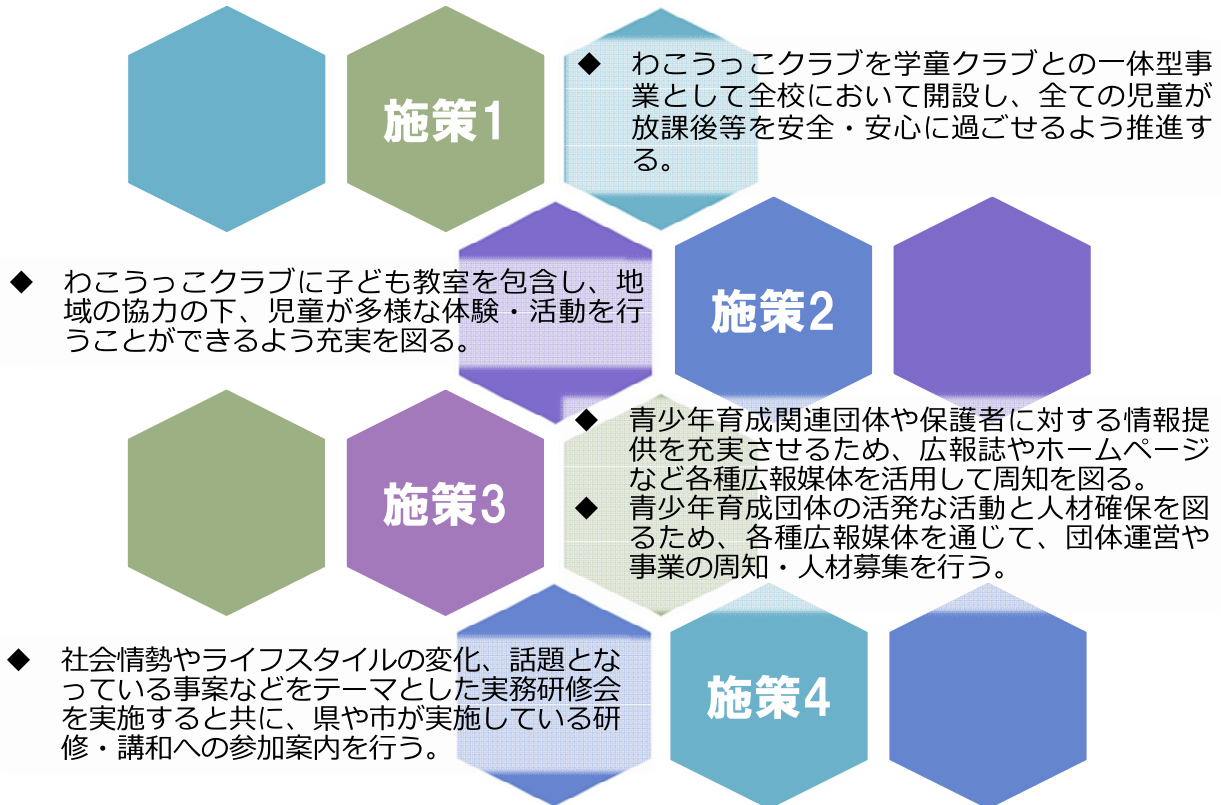 施策1
◆ わこうっこクラブを学童クラブとの一体型事
業として全校において開設し、全ての児童が
放課後等を安全・安心に過ごせるよう推進す
る。
施策2
◆ わこうっこクラブに子ども教室を包含し、地
域の協力の下、児童が多様な体験・活動を行
うことができるよう充実を図る。
施策3
◆ 青少年育成関連団体や保護者に対する情報提
供を充実させるため、広報誌やホームページ
など各種広報媒体を活用して周知を図る。
◆ 青少年育成団体の活発な活動と人材確保を図
るため、各種広報媒体を通じて、団体運営や
事業の周知・人材募集を行う。
施策4
◆ 社会情勢やライフスタイルの変化、話題とな
っている事案などをテーマとした実務研修会
を実施すると共に、県や市が実施している研
修・講和への参加案内を行う。